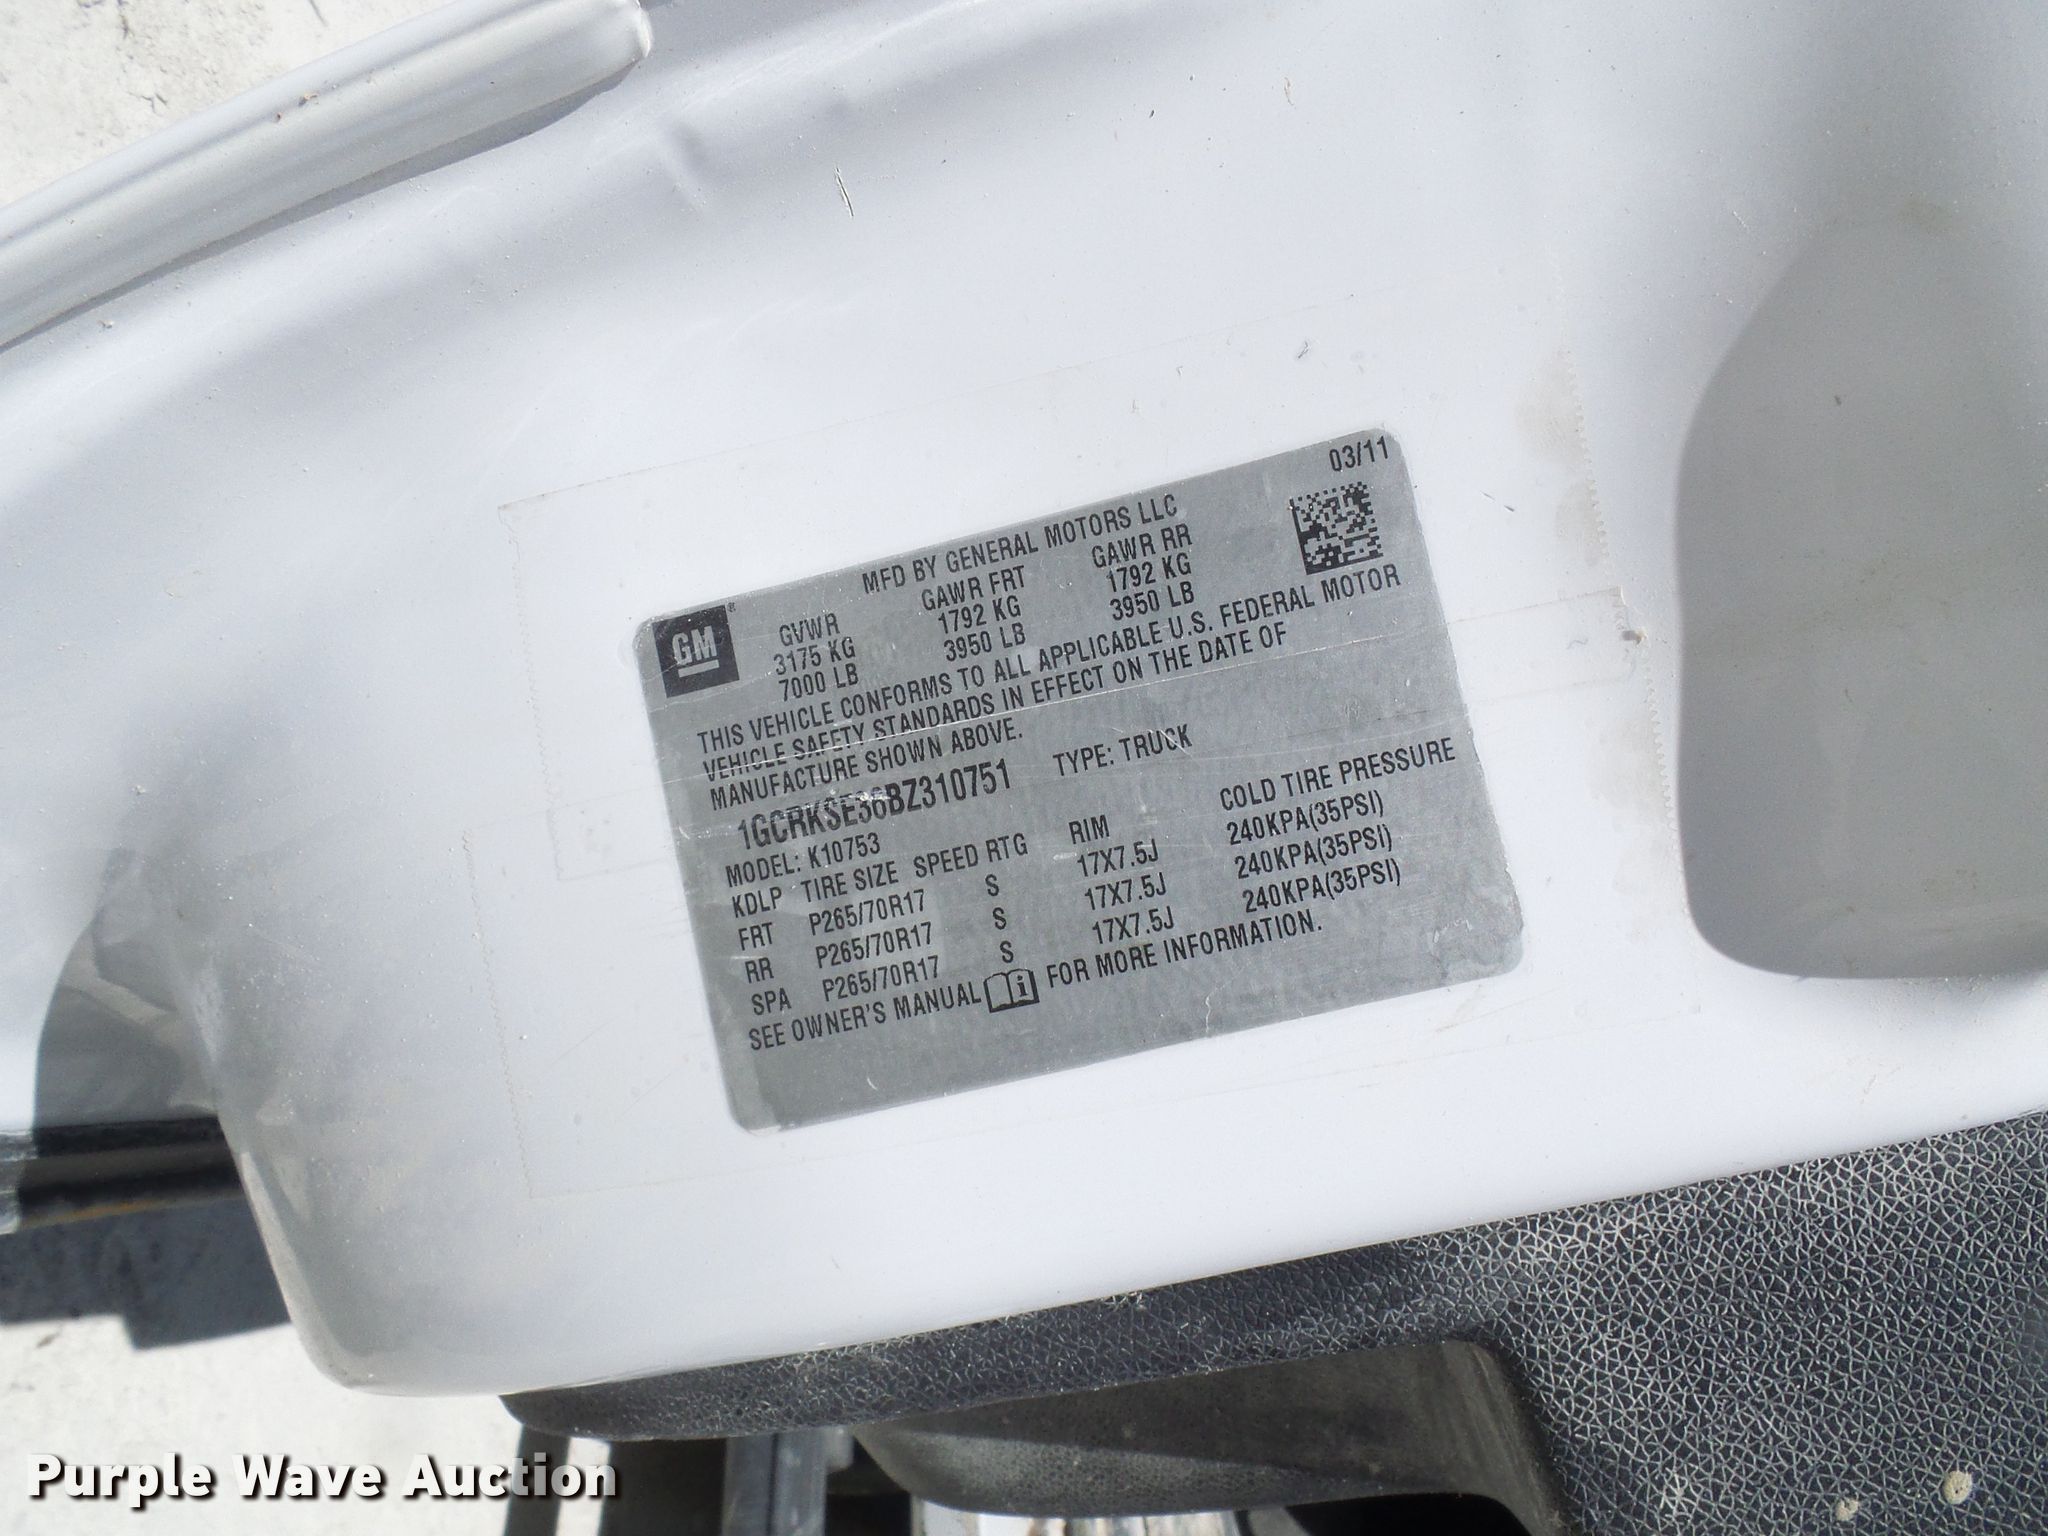 03/11
MFD BY GENERAL MOTORS LLC
GM®
GVWR GAWR FRT GAWR RR
3175 KG 1792 KG 1792 KG
7000 LB 3950 LB 3950 LB
THIS VEHICLE CONFORMS TO ALL APPLICABLE U.S. FEDERAL MOTOR
VEHICLE SAFETY STANDARDS IN EFFECT ON THE DATE OF
MANUFACTURE SHOWN ABOVE.
1GCRKSE36BZ310751 TYPE: TRUCK
MODEL: K10753
KDLP TIRE SIZE SPEED RTG RIM COLD TIRE PRESSURE
FRT P265/70R17 S 17X7.5J 240KPA(35PSI)
RR P265/70R17 S 17X7.5J 240KPA(35PSI)
SPA P265/70R17 S 17X7.5J 240KPA(35PSI)
SEE OWNER'S MANUAL FOR MORE INFORMATION.
Purple Wave Auction